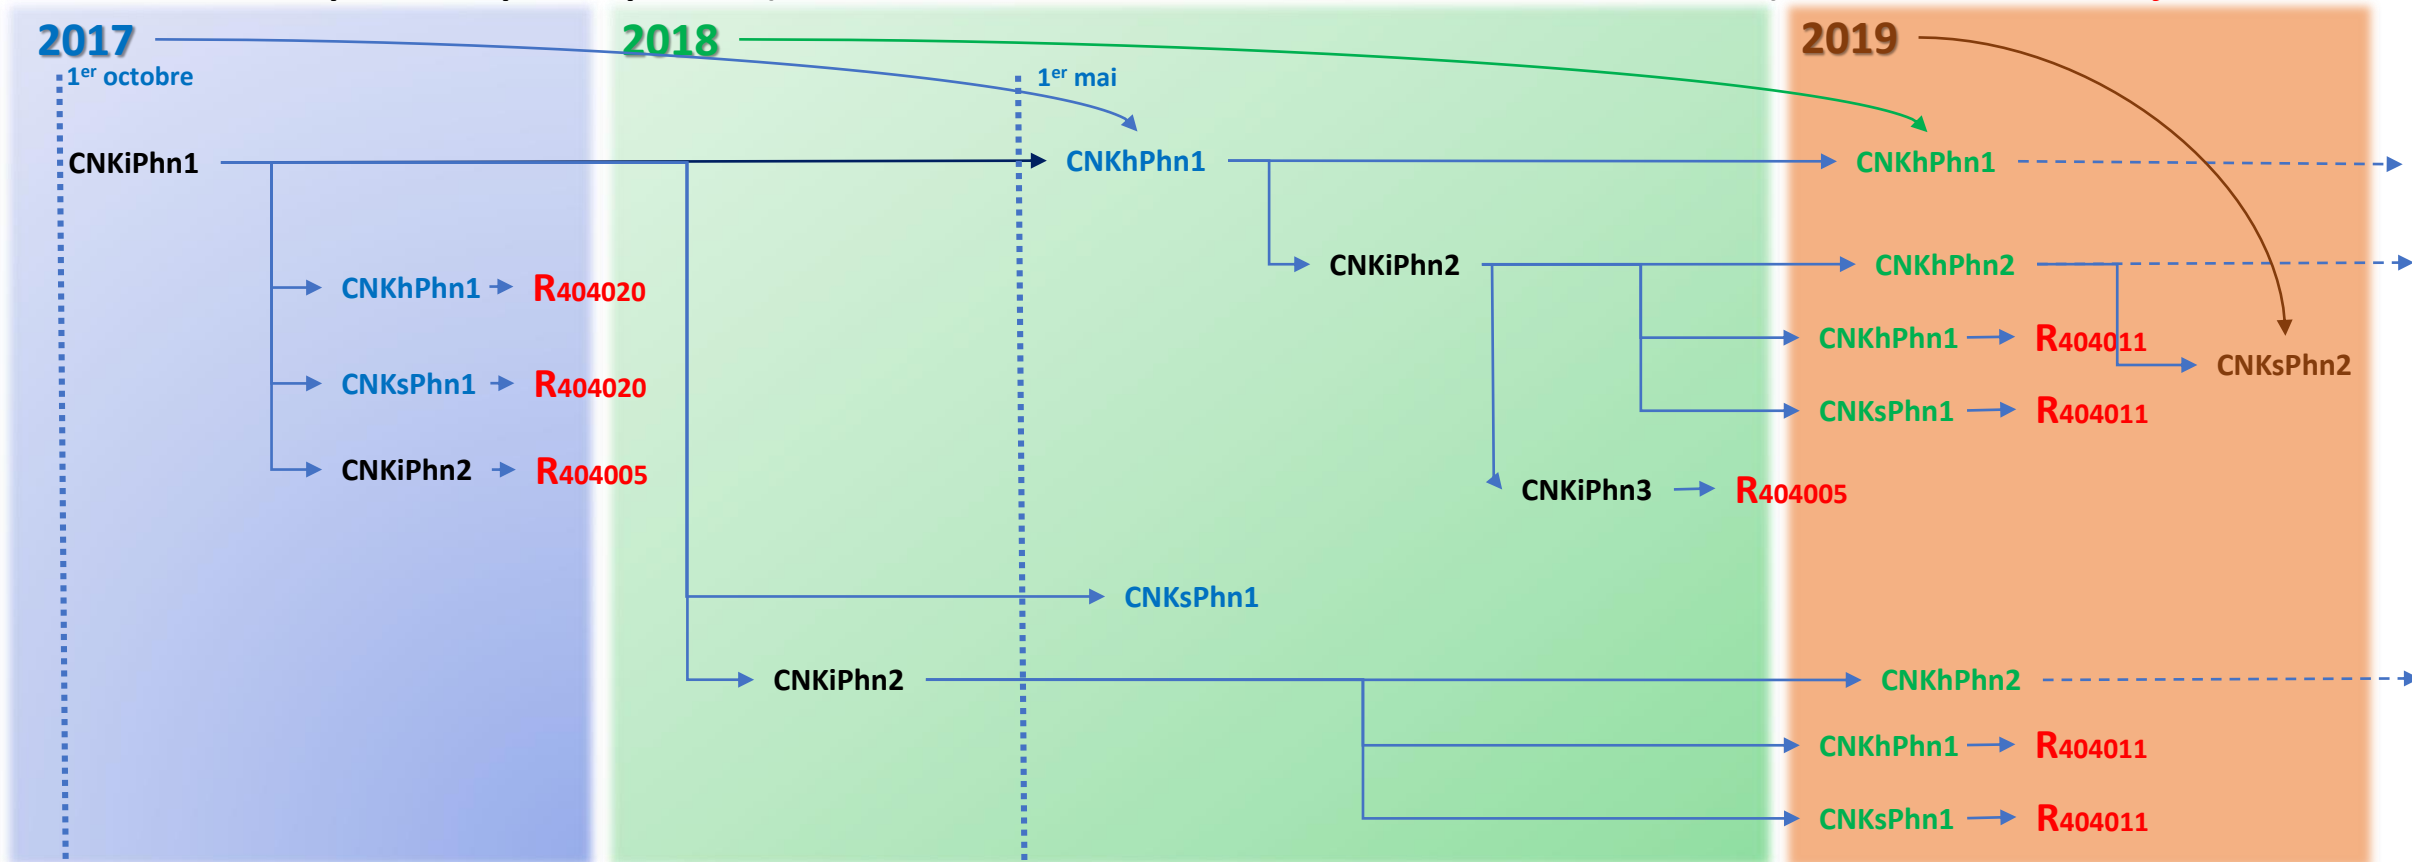 2017
2018
2019
1er octobre
1er mai
CNKiPhn1
CNKhPhn1
CNKhPhn1
CNKiPhn2
CNKhPhn2
CNKhPhn1
R404020
CNKhPhn1
R404011
CNKsPhn2
CNKsPhn1
R404020
CNKsPhn1
R404011
CNKiPhn2
R404005
CNKiPhn3
R404005
CNKsPhn1
CNKiPhn2
CNKhPhn2
CNKhPhn1
R404011
CNKsPhn1
R404011